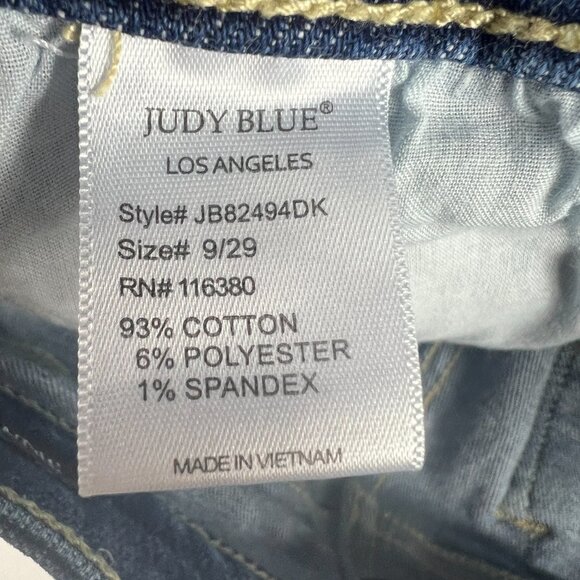 JUDY BLUE®
LOS ANGELES
Style# JB82494DK
Size# 9/29
RN# 116380
93% COTTON
6% POLYESTER
1% SPANDEX
MADE IN VIETNAM